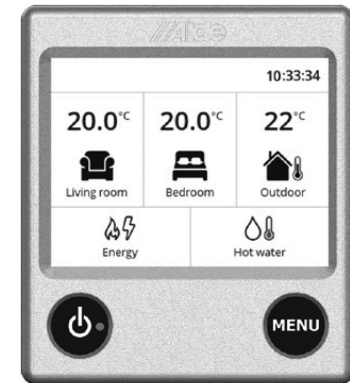 Alde
10:33:34
20.0°C 20.0°C 22°C
Living room Bedroom Outdoor
Energy Hot water
MENU